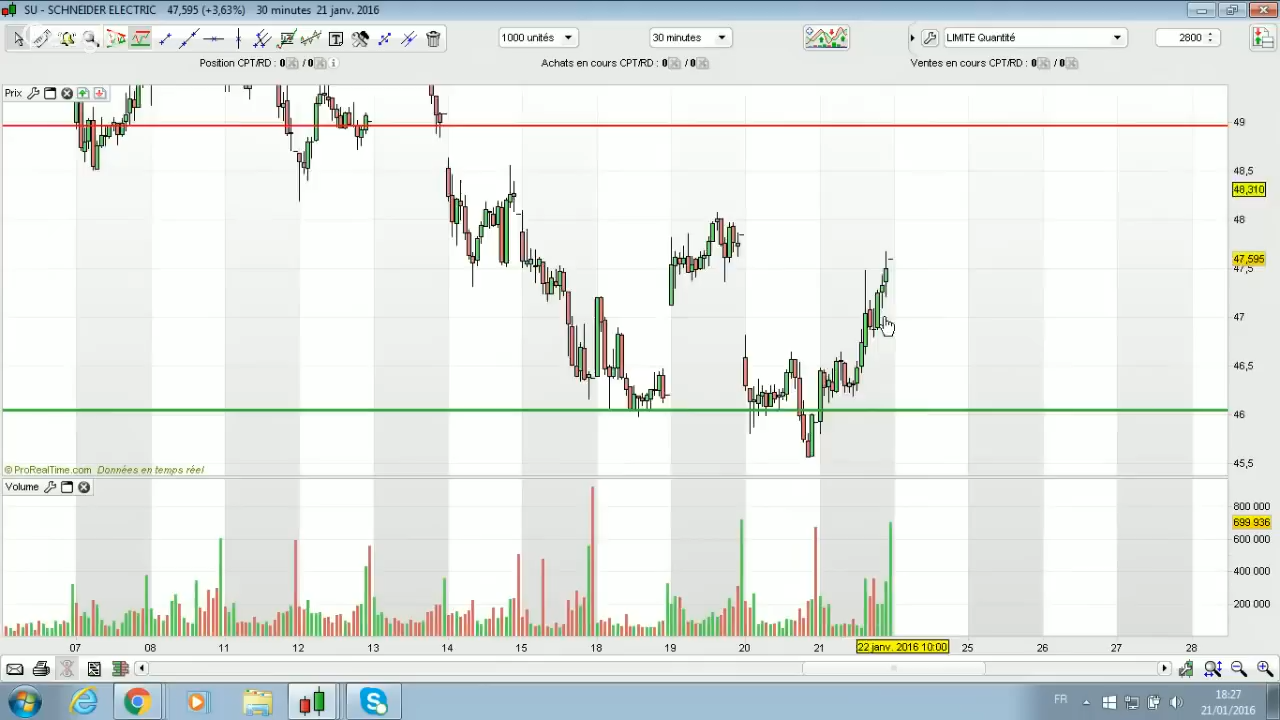 SU - SCHNEIDER ELECTRIC 47,595 (+3,63%) 30 minutes 21 janv. 2016
1000 unités
30 minutes
LIMITE Quantité
2800
Position CPT/RD : 0 / 0
Achats en cours CPT/RD : 0 / 0
Ventes en cours CPT/RD : 0 / 0
Prix
49
48,5
48,310
48
47,595
47,5
47
46,5
46
45,5
© ProRealTime.com Données en temps réel
Volume
800 000
699 936
600 000
400 000
200 000
07 08 11 12 13 14 15 18 19 20 21 22 janv. 2016 10:00 25 26 27 28
FR
18:27
21/01/2016